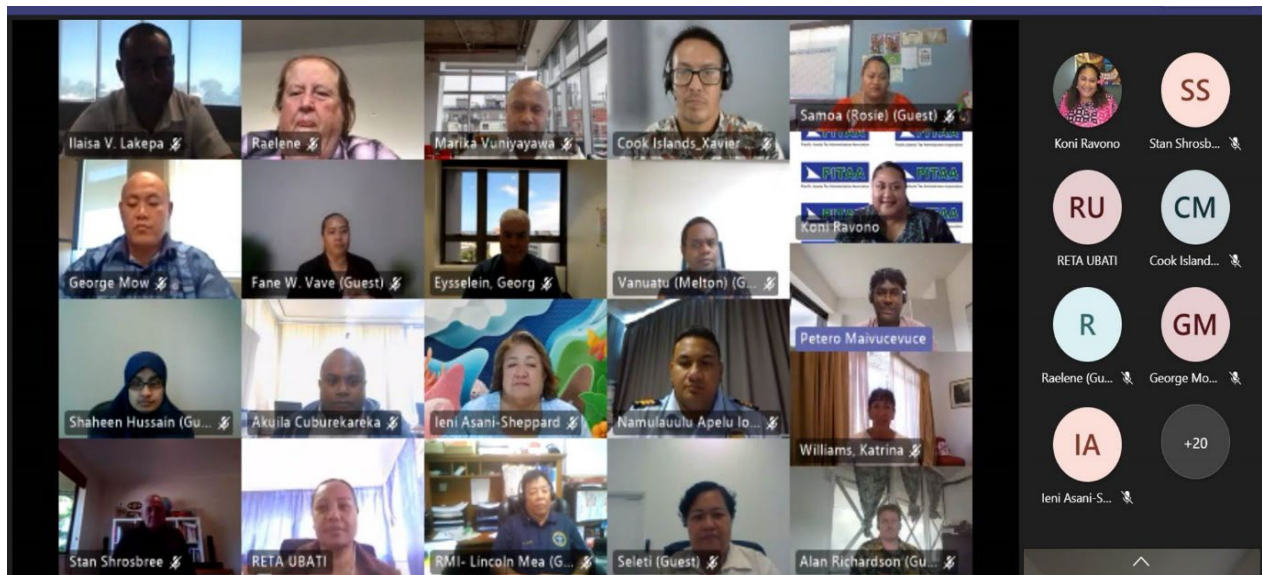 Ilaisa V. Lakepa
Raelene
Marika Vuniyayawa
Cook Islands_Xavier
Samoa (Rosie) (Guest)
PITAA
PITAA
Koni Ravono
George Mow
Fane W. Vave (Guest)
Eysselein, Georg
Vanuatu (Melton) (G...
Petero Maivucevuce
Shaheen Hussain (Gu...
Akuila Cuburekareka
Ieni Asani-Sheppard
Namulauulu Apelu Io...
Williams, Katrina
Stan Shrosbree
RETA UBATI
RMI- Lincoln Mea (G...
Seleti (Guest)
Alan Richardson (Gu...
Koni Ravono
SS
Stan Shrosb...
RU
RETA UBATI
CM
Cook Island...
R
Raelene (Gu...
GM
George Mo...
IA
Ieni Asani-S...
+20